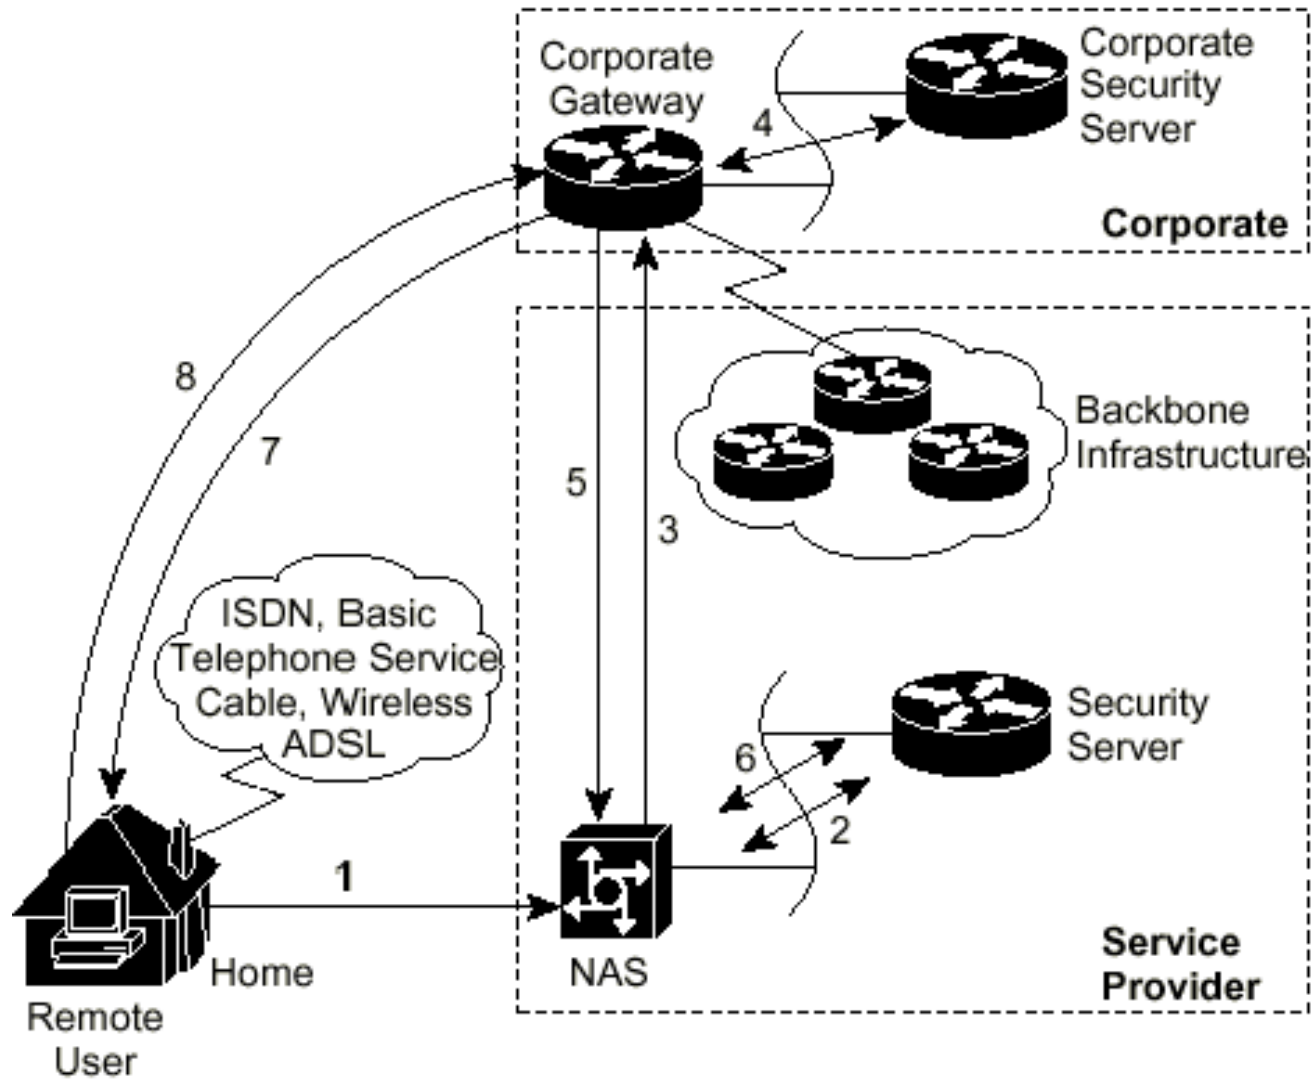 Corporate
Gateway
Corporate
Security
Server
4
Corporate
8
7
5
3
Backbone
Infrastructure
ISDN, Basic
Telephone Service
Cable, Wireless
ADSL
Security
Server
6
2
1
NAS
Home
Remote
User
Service
Provider